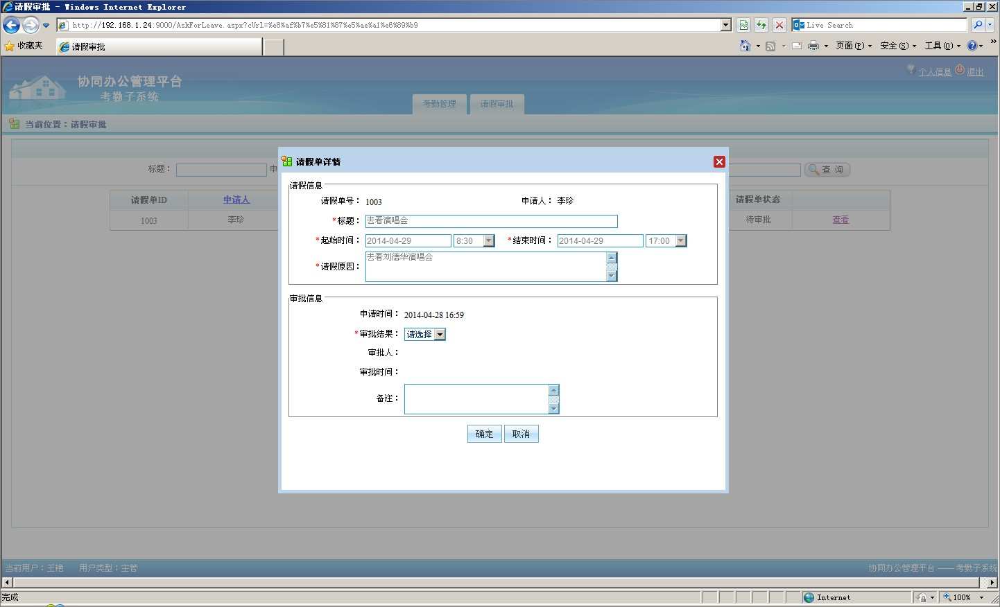 请假审批 - Windows Internet Explorer
http://192.168.1.24:9000/AskForLeave.aspx?cUrl=%e8%af%b7%e5%81%87%e5%ae%a1%e6%89%b9
Live Search
收藏夹
请假审批
页面(P)
安全(S)
工具(O)
协同办公管理平台
考勤子系统
个人信息
退出
考勤管理
请假审批
当前位置：请假审批
标题：
申
查 询
请假单ID
申请人
请假单状态
1003
李珍
待审批
查看
请假单详情
请假信息
请假单号： 1003
申请人： 李珍
*标题： 去看演唱会
*起始时间： 2014-04-29 8:30 *结束时间： 2014-04-29 17:00
*请假原因： 去看刘德华演唱会
审批信息
申请时间： 2014-04-28 16:59
*审批结果： 请选择
审批人：
审批时间：
备注：
确定 取消
当前用户：王艳 用户类型：主管
协同办公管理平台 ——考勤子系统
完成
Internet
100%